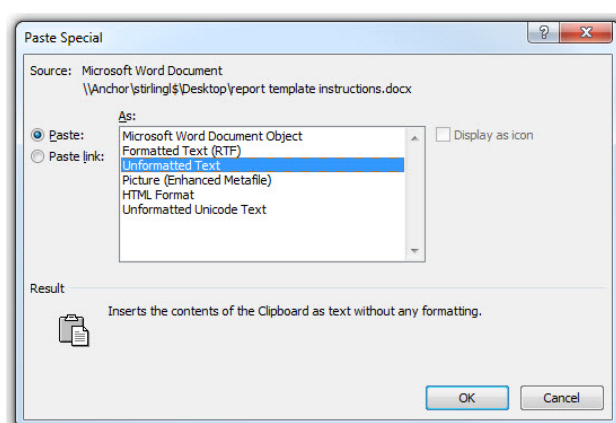 Paste Special
Source: Microsoft Word Document
\\Anchor\stirlingl$\Desktop\report template instructions.docx
As:
Paste:
Paste link:
Microsoft Word Document Object
Formatted Text (RTF)
Unformatted Text
Picture (Enhanced Metafile)
HTML Format
Unformatted Unicode Text
Display as icon
Result
Inserts the contents of the Clipboard as text without any formatting.
OK Cancel